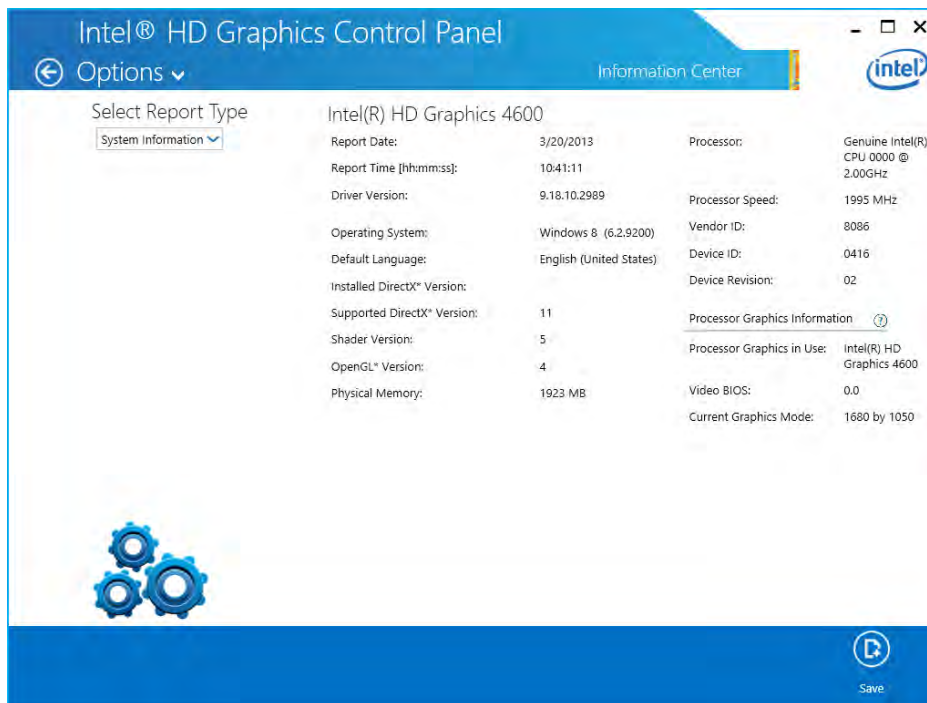 Intel® HD Graphics Control Panel
Options
Information Center
intel
Select Report Type
System Information
Intel(R) HD Graphics 4600
Report Date: 3/20/2013
Report Time [hh:mm:ss]: 10:41:11
Driver Version: 9.18.10.2989
Operating System: Windows 8 (6.2.9200)
Default Language: English (United States)
Installed DirectX* Version:
Supported DirectX* Version: 11
Shader Version: 5
OpenGL* Version: 4
Physical Memory: 1923 MB
Processor: Genuine Intel(R)
CPU 0000 @
2.00GHz
Processor Speed: 1995 MHz
Vendor ID: 8086
Device ID: 0416
Device Revision: 02
Processor Graphics Information ?
Processor Graphics in Use: Intel(R) HD
Graphics 4600
Video BIOS: 0.0
Current Graphics Mode: 1680 by 1050
Save